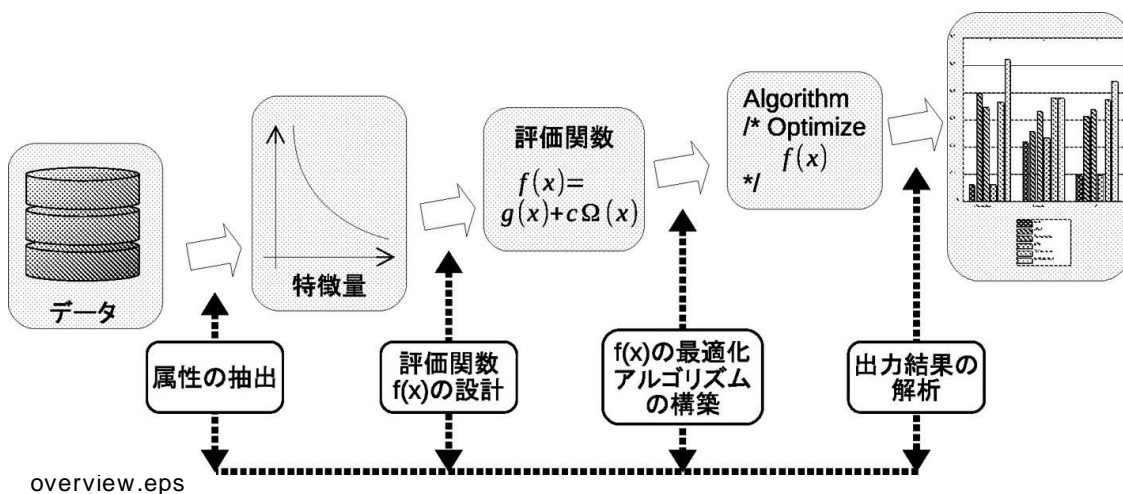 データ
特徴量
評価関数
f(x)=
g(x)+cΩ(x)
Algorithm
/* Optimize
f(x)
*/
属性の抽出
評価関数
f(x)の設計
f(x)の最適化
アルゴリズム
の構築
出力結果の
解析
overview.eps